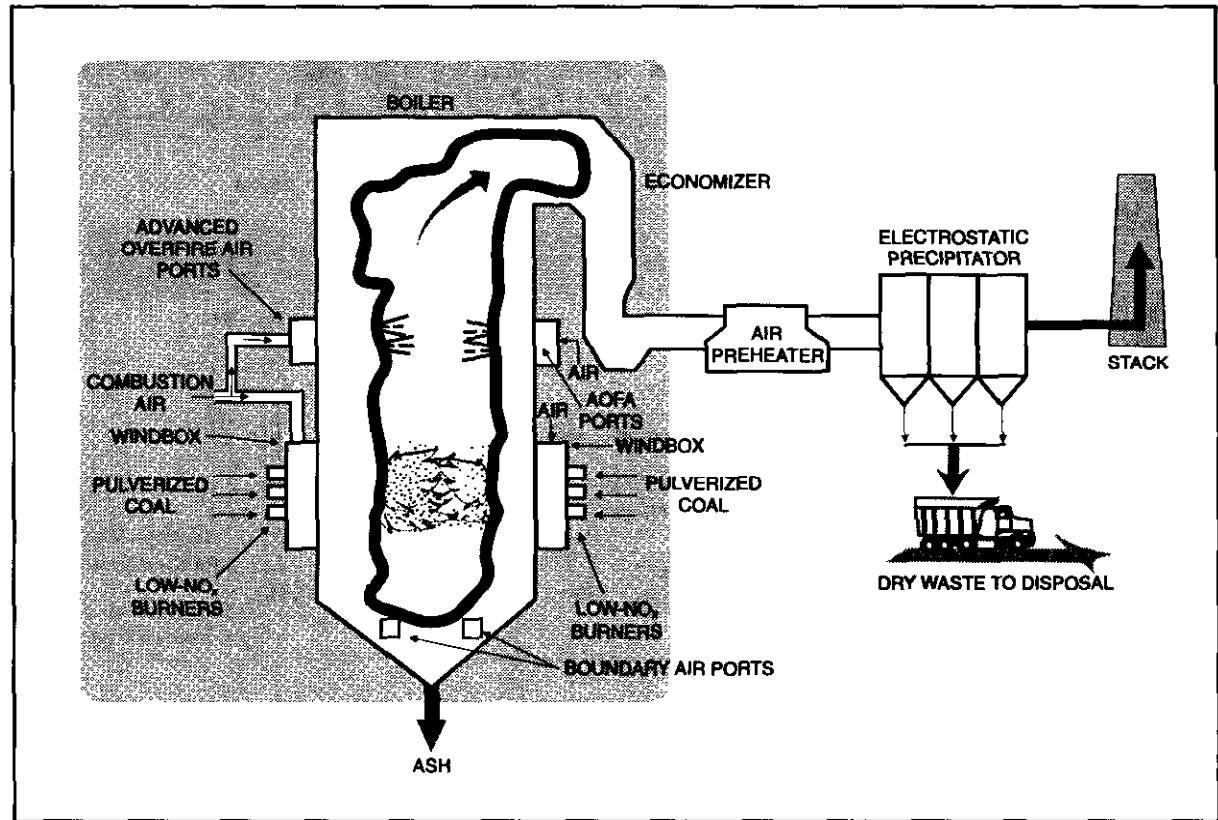 BOILER
ECONOMIZER
ADVANCED
OVERFIRE AIR
PORTS
ELECTROSTATIC
PRECIPITATOR
AIR
PREHEATER
STACK
COMBUSTION
AIR
AIR
AOFA
PORTS
AIR
WINDBOX
WINDBOX
PULVERIZED
COAL
PULVERIZED
COAL
LOW-NOₓ
BURNERS
LOW-NOₓ
BURNERS
DRY WASTE TO DISPOSAL
BOUNDARY AIR PORTS
ASH